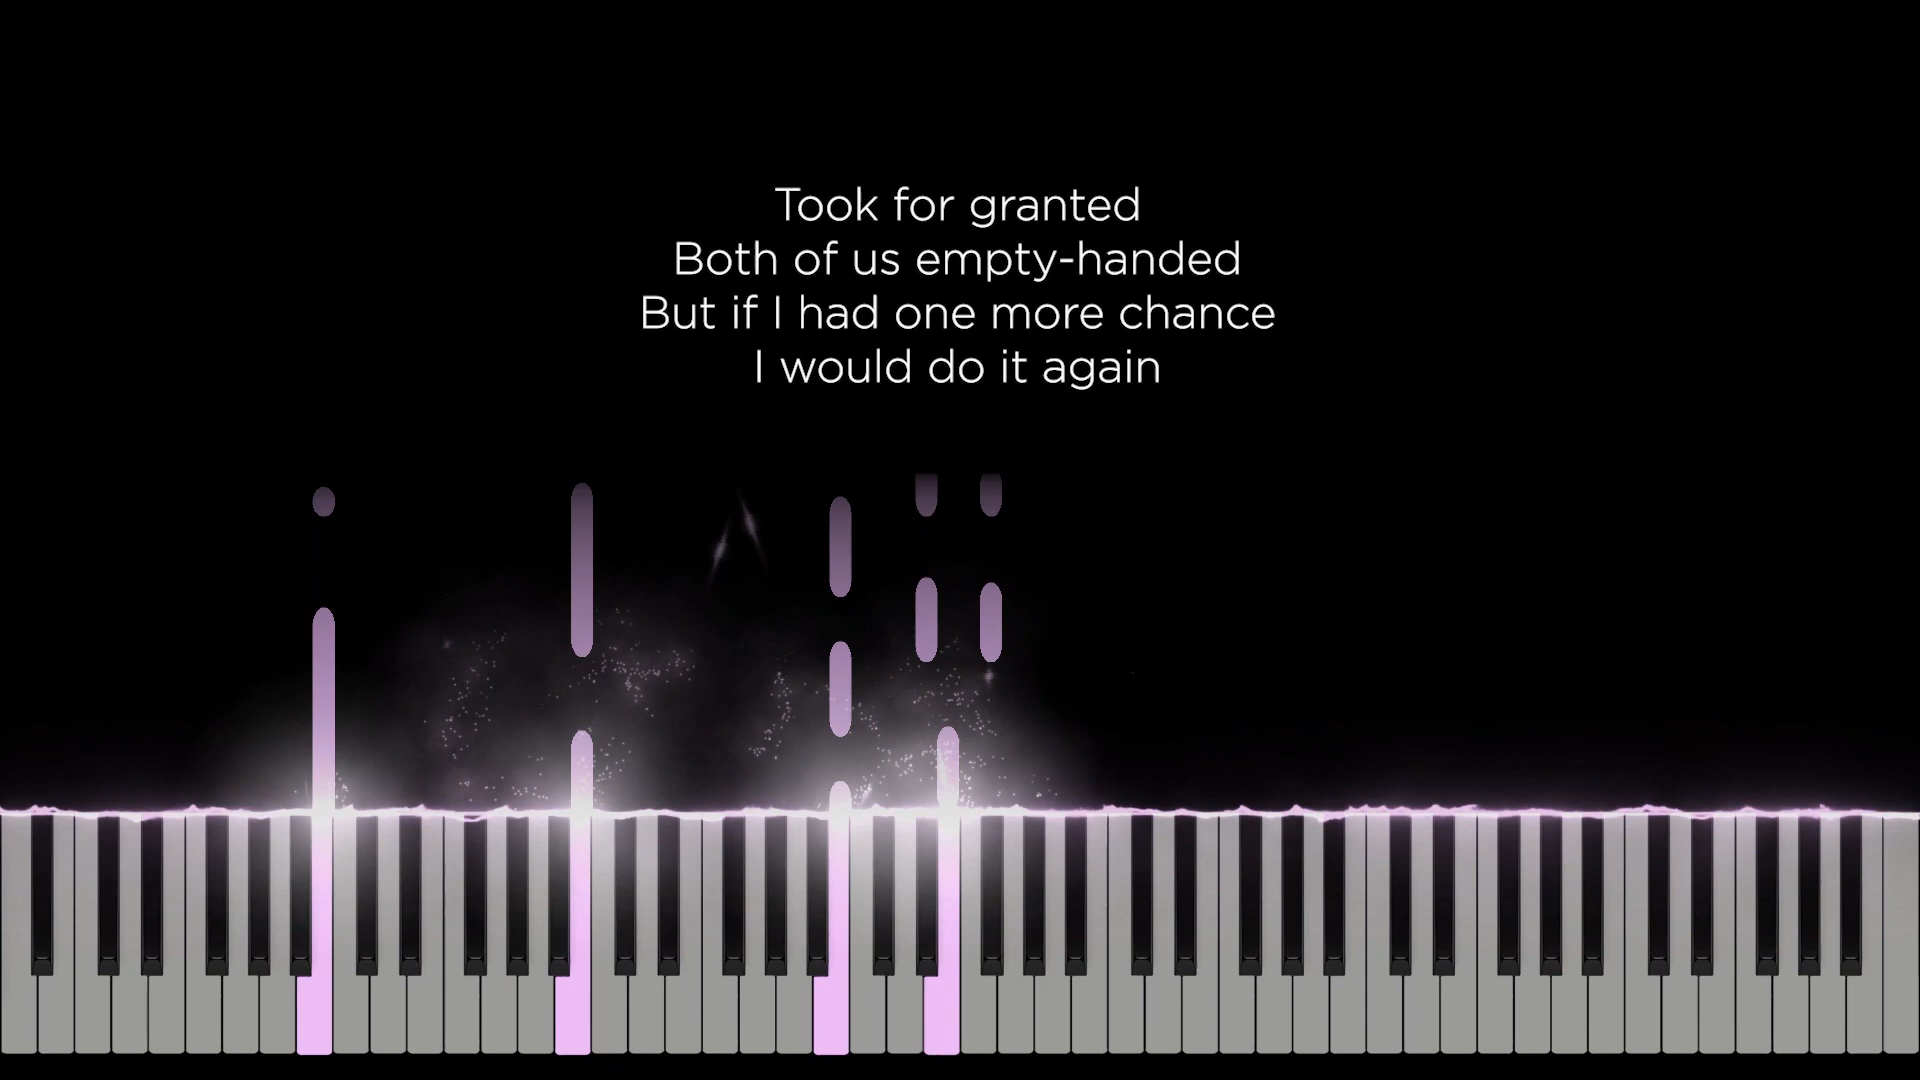 Took for granted
Both of us empty-handed
But if I had one more chance
I would do it again